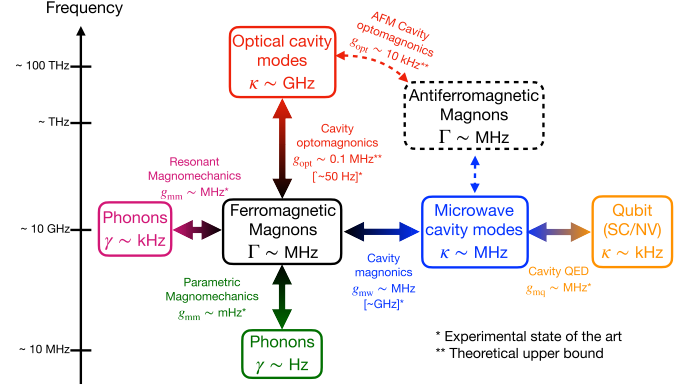 Frequency
~ 100 THz
~ THz
~ 10 GHz
~ 10 MHz
Optical cavity
modes
κ ∼ GHz
AFM Cavity
optomagnonics
g_opt ∼ 10 kHz**
Antiferromagnetic
Magnons
Γ ∼ MHz
Cavity
optomagnonics
g_opt ∼ 0.1 MHz**
[~50 Hz]*
Resonant
Magnomechanics
g_mm ∼ MHz*
Phonons
γ ∼ kHz
Ferromagnetic
Magnons
Γ ∼ MHz
Microwave
cavity modes
κ ∼ MHz
Qubit
(SC/NV)
κ ∼ kHz
Cavity
magnonics
g_mw ∼ MHz
[~GHz]*
Cavity QED
g_mq ∼ MHz*
Parametric
Magnomechanics
g_mm ∼ mHz*
Phonons
γ ∼ Hz
* Experimental state of the art
** Theoretical upper bound